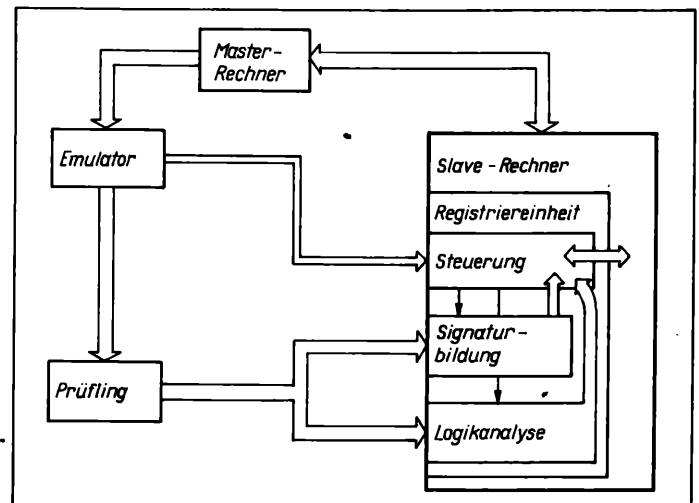 Master-
Rechner
Emulator
Slave - Rechner
Registriereinheit
Steuerung
Signatur-
bildung
Prüfling
Logikanalyse